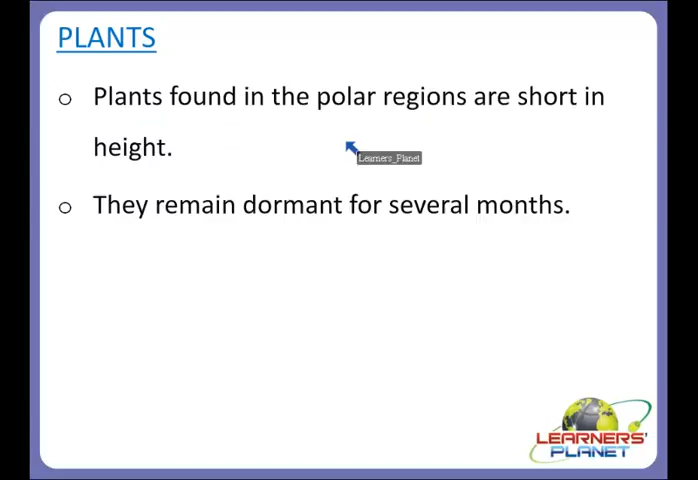 PLANTS
o Plants found in the polar regions are short in
height.
Learners_Planet
o They remain dormant for several months.
LEARNERS'
PLANET